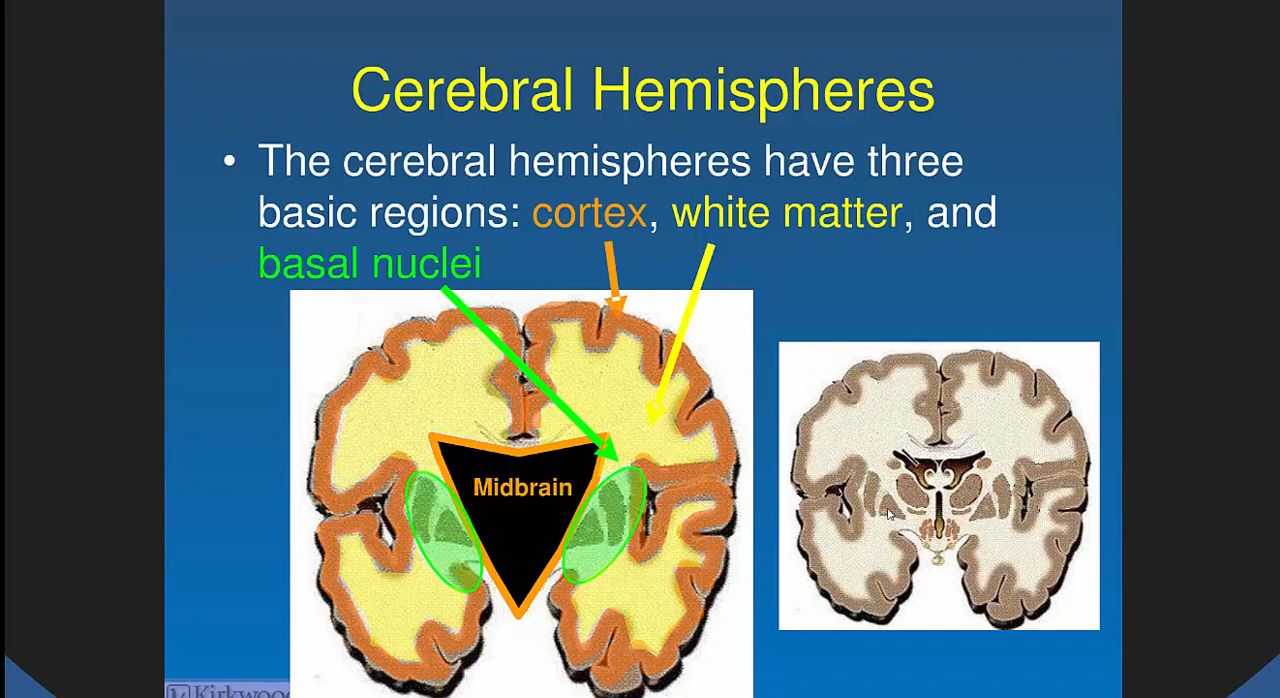 Cerebral Hemispheres
• The cerebral hemispheres have three
basic regions: cortex, white matter, and
basal nuclei
Midbrain